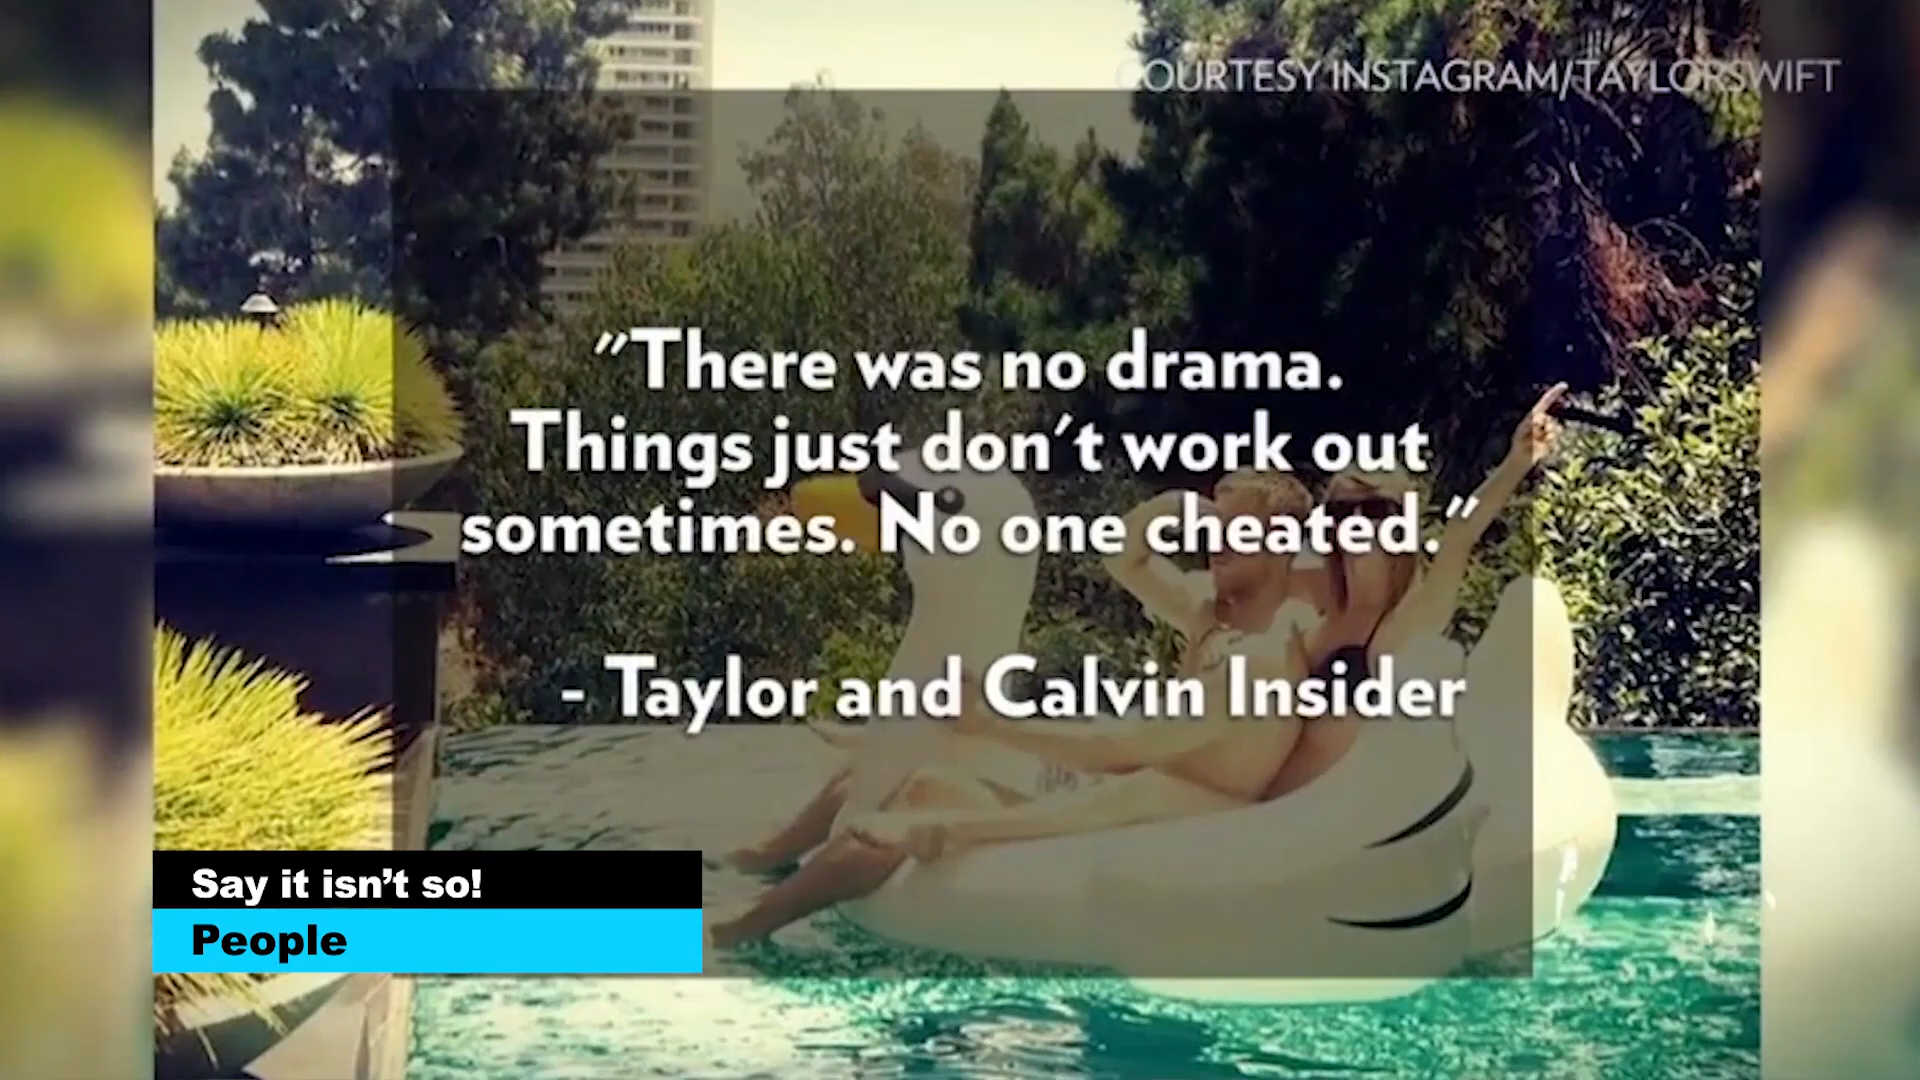 COURTESY INSTAGRAM/TAYLORSWIFT
"There was no drama.
Things just don't work out
sometimes. No one cheated."
- Taylor and Calvin Insider
Say it isn't so!
People